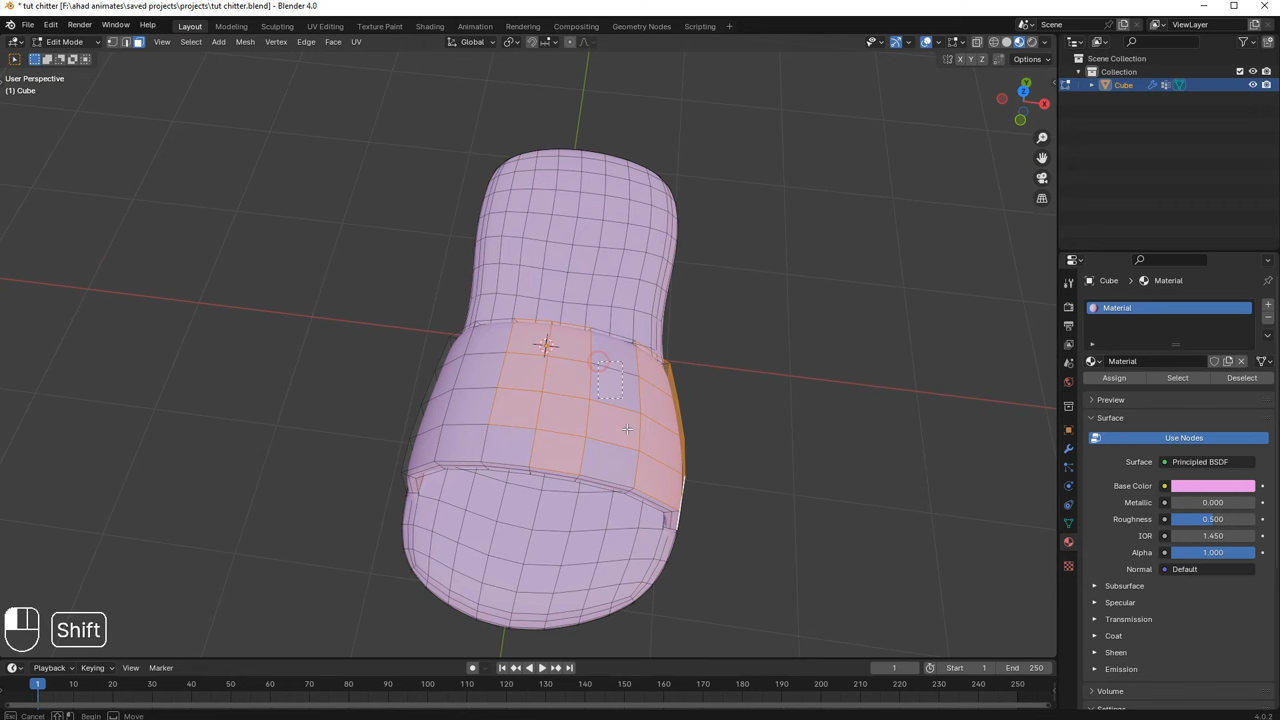 * tut chitter [F:\ahad animates\saved projects\projects\tut chitter.blend] - Blender 4.0
File Edit Render Window Help Layout Modeling Sculpting UV Editing Texture Paint Shading Animation Rendering Compositing Geometry Nodes Scripting Scene ViewLayer
Edit Mode View Select Add Mesh Vertex Edge Face UV Global
X Y Z Options
User Perspective
(1) Cube
Scene Collection
Collection
Cube
Y
Z
X
Cube Material
Material
Material
Assign Select Deselect
Preview
Surface
Use Nodes
Surface Principled BSDF
Base Color
Metallic 0.000
Roughness 0.500
IOR 1.450
Alpha 1.000
Normal Default
Subsurface
Specular
Transmission
Coat
Sheen
Emission
Volume
Settings
Shift
Playback Keying View Marker 1 Start 1 End 250
1 10 20 30 40 50 60 70 80 90 100 110 120 130 140 150 160 170 180 190 200 210 220 230 240 250
Cancel Begin Move 4.0.2